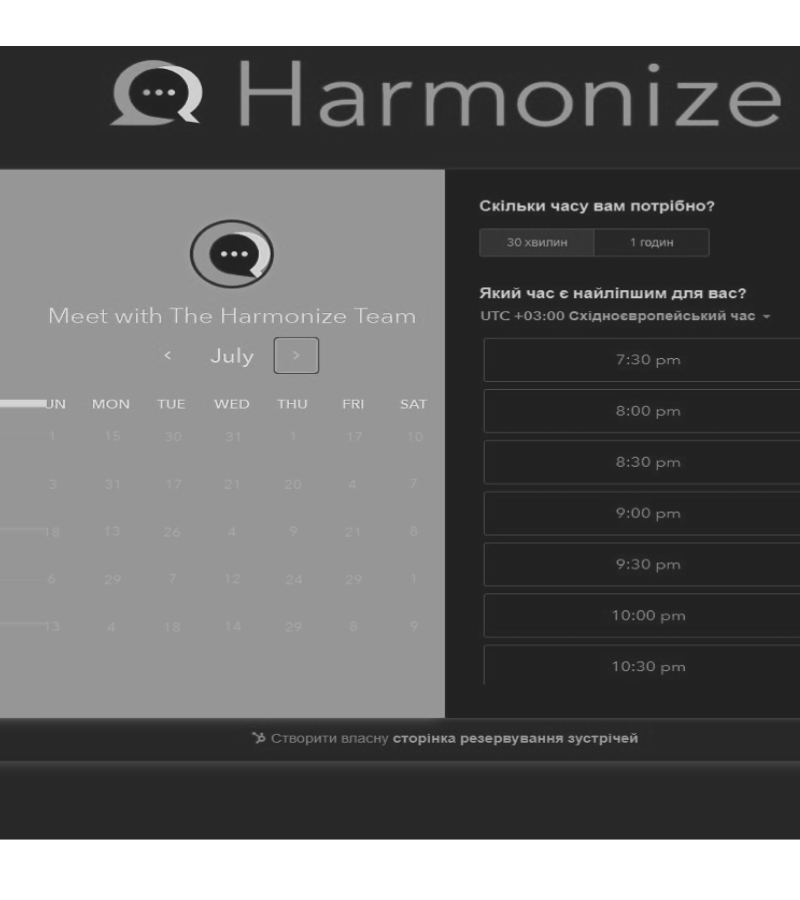 Harmonize
Meet with The Harmonize Team
July
UN MON TUE WED THU FRI SAT
1 15 30 31 1 17 10
3 31 17 21 20 4 7
18 13 26 4 9 21 8
6 29 7 12 24 29 1
13 4 18 14 29 8 9
Скільки часу вам потрібно?
30 хвилин 1 годин
Який час є найліпшим для вас?
UTC +03:00 Східноєвропейський час
7:30 pm
8:00 pm
8:30 pm
9:00 pm
9:30 pm
10:00 pm
10:30 pm
Створити власну сторінка резервування зустрічей